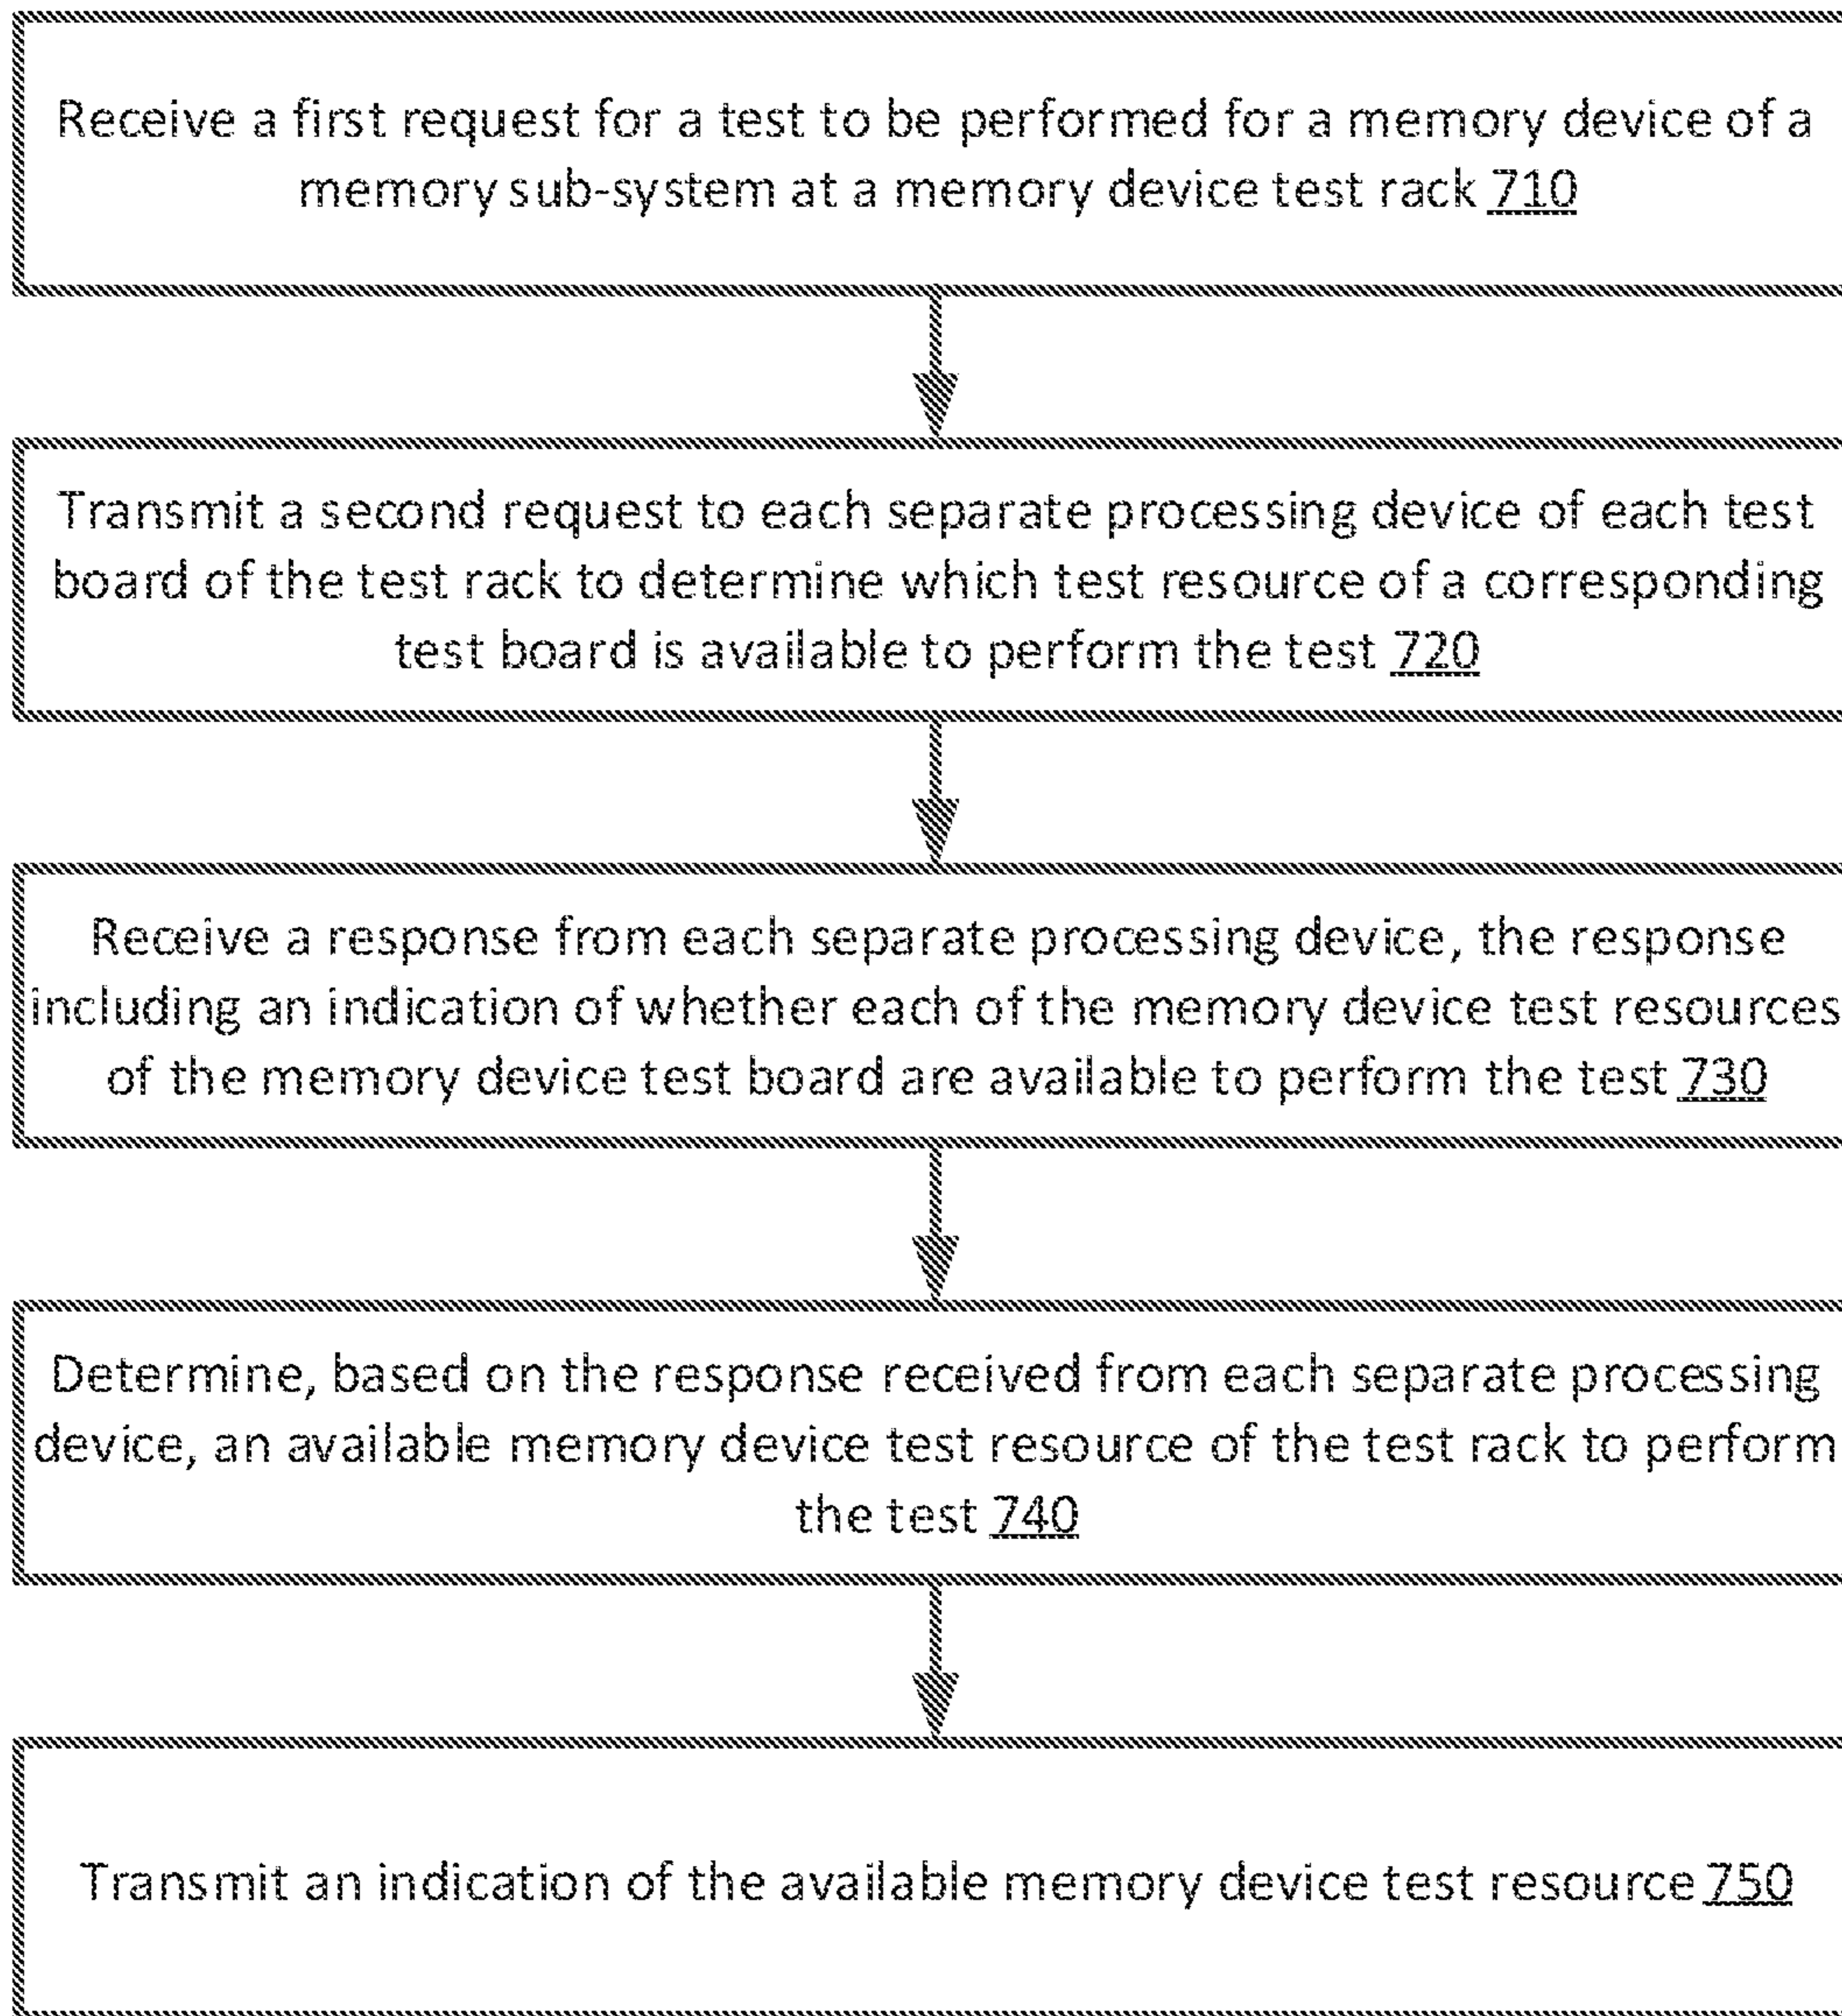 Receive a first request for a test to be performed for a memory device of a
memory sub-system at a memory device test rack 710
Transmit a second request to each separate processing device of each test
board of the test rack to determine which test resource of a corresponding
test board is available to perform the test 720
Receive a response from each separate processing device, the response
including an indication of whether each of the memory device test resources
of the memory device test board are available to perform the test 730
Determine, based on the response received from each separate processing
device, an available memory device test resource of the test rack to perform
the test 740
Transmit an indication of the available memory device test resource 750